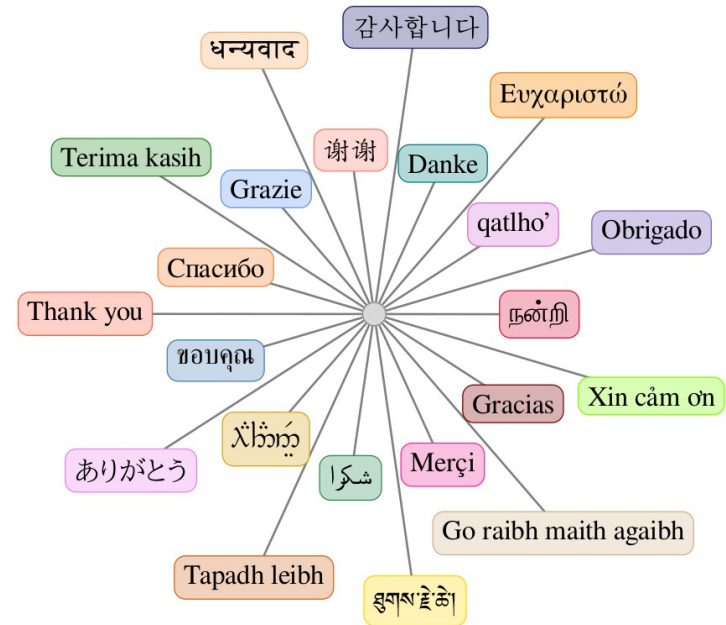 감사합니다
धन्यवाद
Ευχαριστώ
谢谢
Terima kasih
Danke
Grazie
qatlho’
Obrigado
Спасибо
Thank you
நன்றி
ขอบคุณ
Xin cảm ơn
Gracias
Merçi
ありがとう
شكرا
Go raibh maith agaibh
Tapadh leibh
ཐུགས་རྗེ་ཆེ།